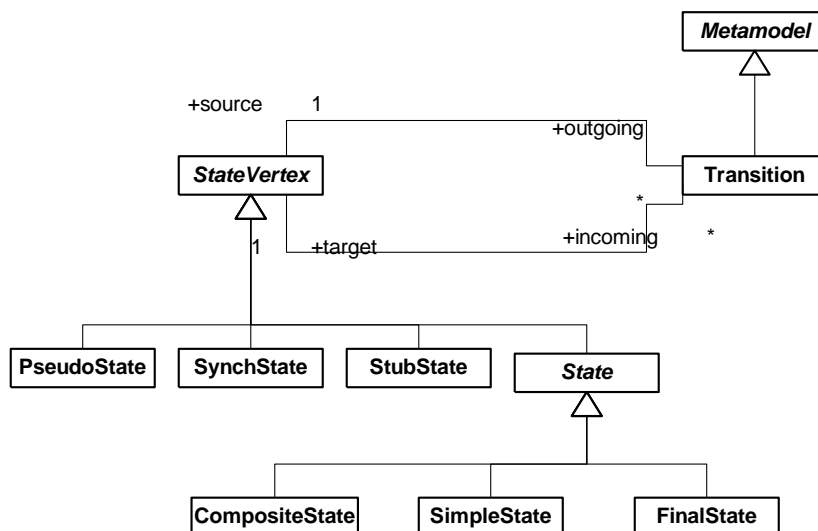 Metamodel
+source 1
+outgoing
StateVertex
Transition
*
1 +target
+incoming *
PseudoState
SynchState
StubState
State
CompositeState
SimpleState
FinalState